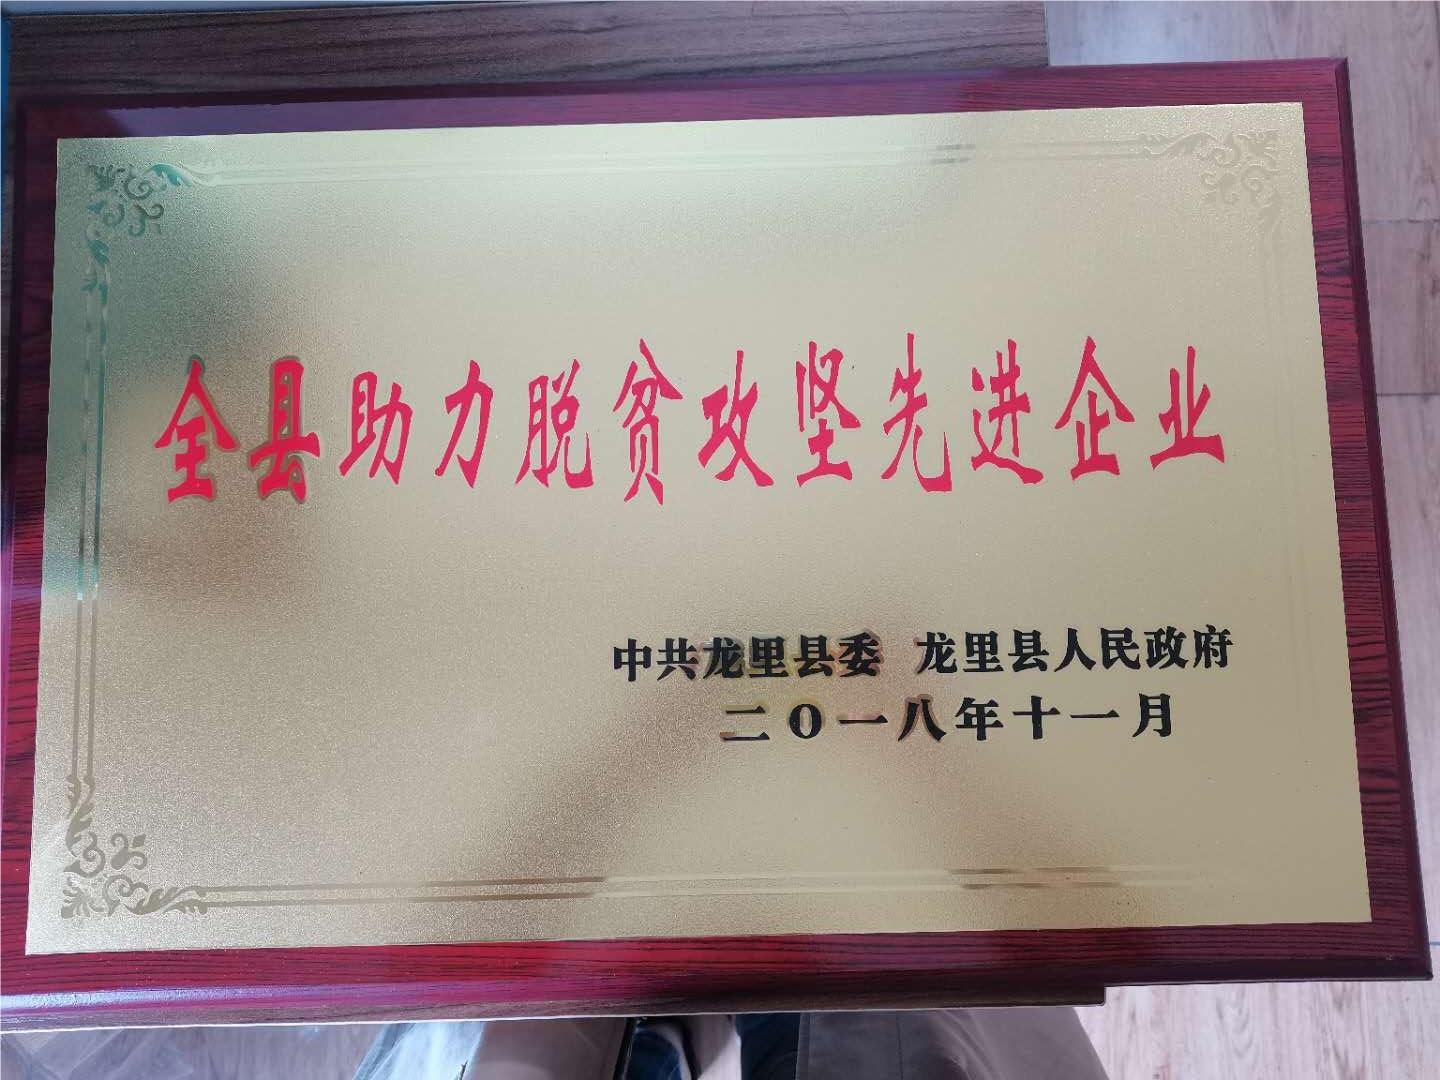 全县助力脱贫攻坚先进企业
中共龙里县委 龙里县人民政府
二〇一八年十一月